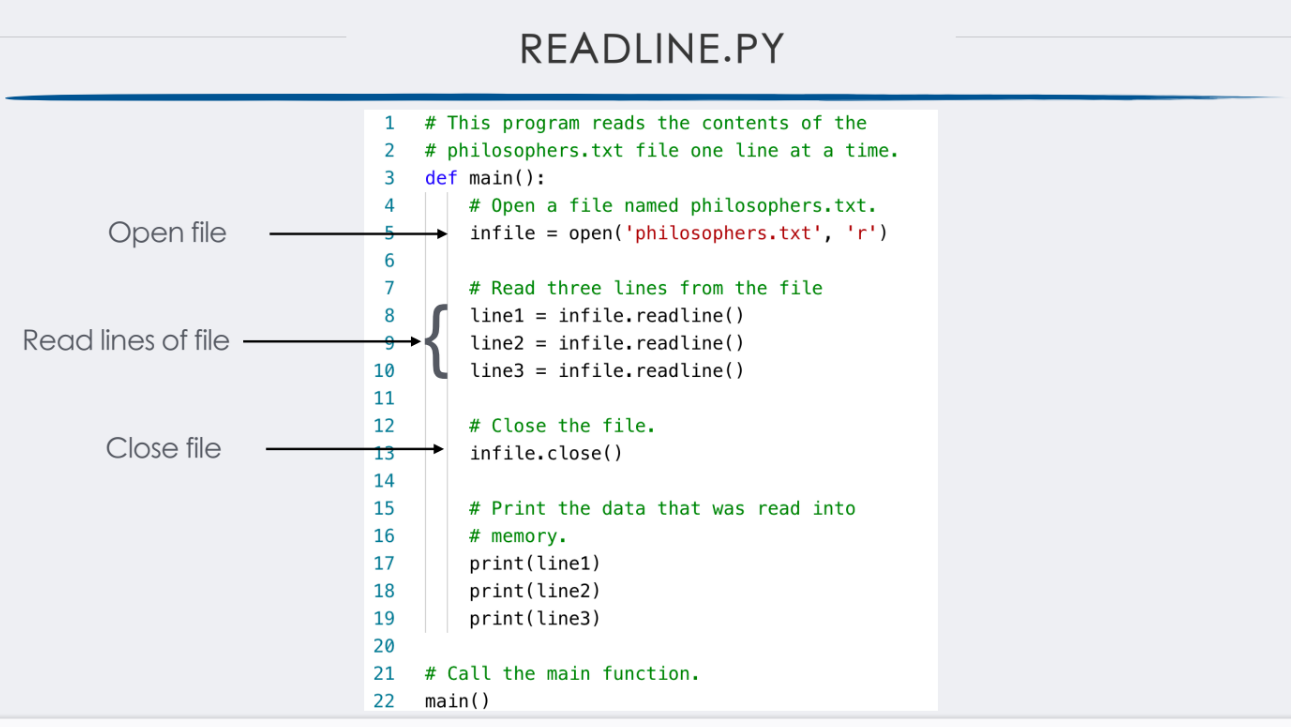 READLINE.PY
1 # This program reads the contents of the
2 # philosophers.txt file one line at a time.
3 def main():
4 # Open a file named philosophers.txt.
Open file
5 infile = open('philosophers.txt', 'r')
6
7 # Read three lines from the file
8 line1 = infile.readline()
Read lines of file
9 line2 = infile.readline()
10 line3 = infile.readline()
11
12 # Close the file.
Close file
13 infile.close()
14
15 # Print the data that was read into
16 # memory.
17 print(line1)
18 print(line2)
19 print(line3)
20
21 # Call the main function.
22 main()